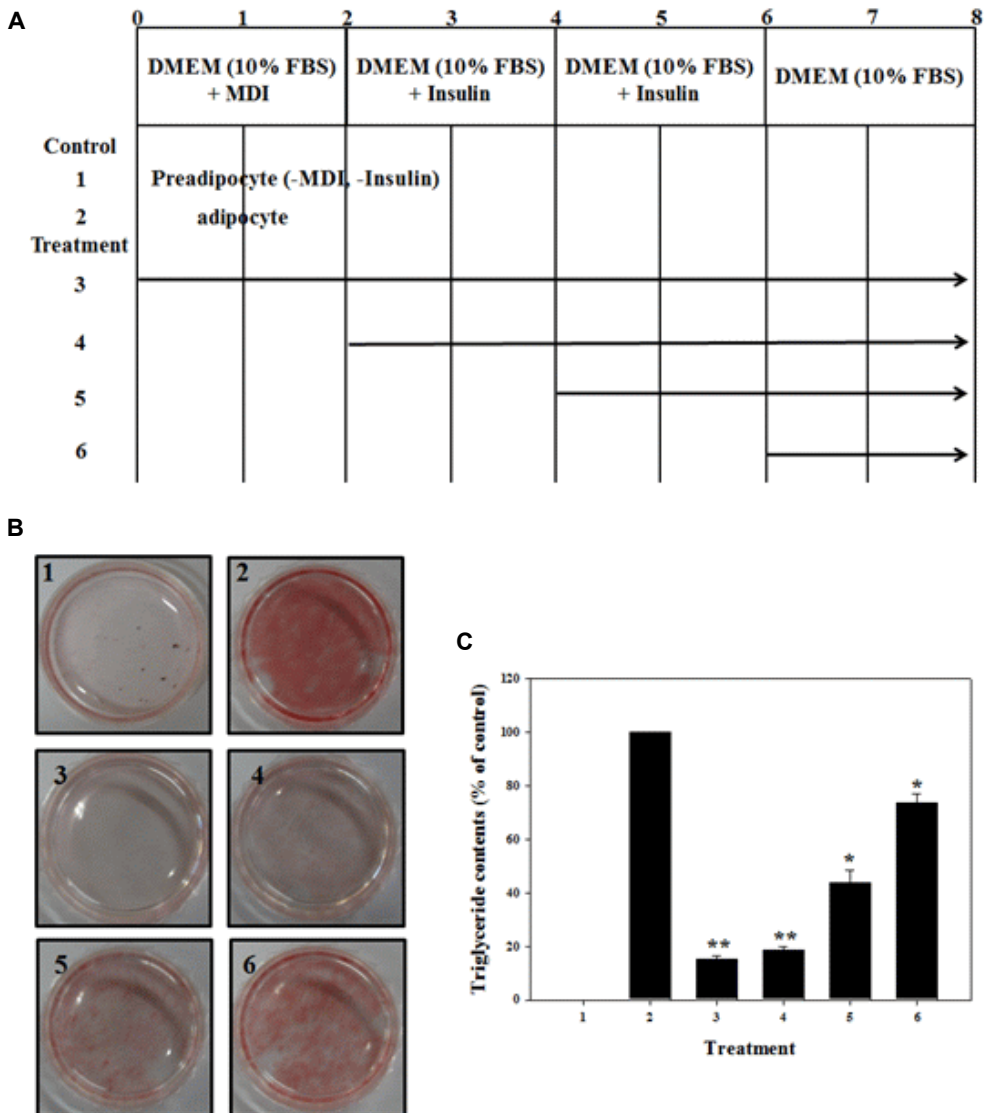 A
0 1 2 3 4 5 6 7 8
DMEM (10% FBS) + MDI
DMEM (10% FBS) + Insulin
DMEM (10% FBS) + Insulin
DMEM (10% FBS)
Control
1 Preadipocyte (-MDI, -Insulin)
2 adipocyte
Treatment
3
4
5
6
B
1
2
3
4
5
6
C
Triglyceride contents (% of control)
120
100
80
60
40
20
0
** ** * *
1 2 3 4 5 6
Treatment